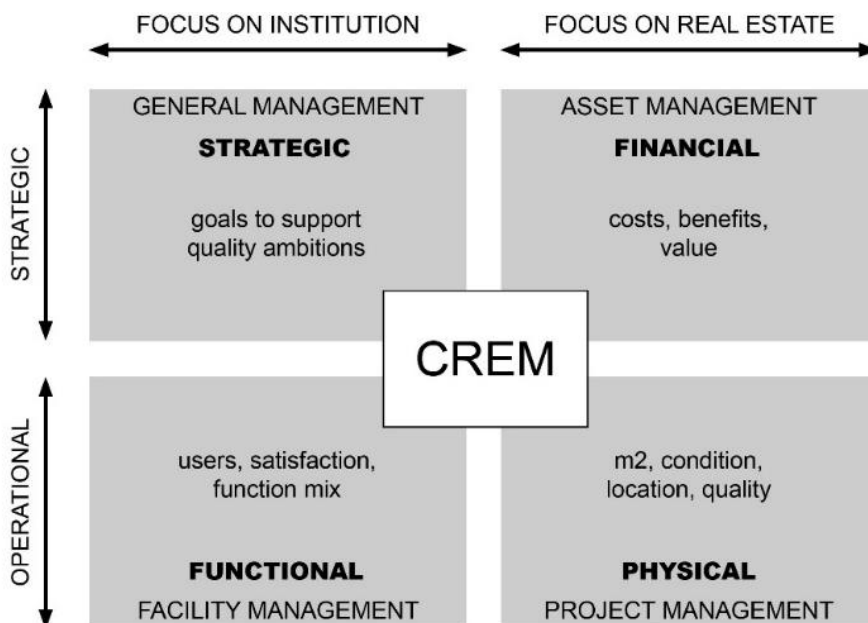 FOCUS ON INSTITUTION
FOCUS ON REAL ESTATE
STRATEGIC
GENERAL MANAGEMENT
STRATEGIC
goals to support
quality ambitions
ASSET MANAGEMENT
FINANCIAL
costs, benefits,
value
CREM
OPERATIONAL
users, satisfaction,
function mix
FUNCTIONAL
FACILITY MANAGEMENT
m2, condition,
location, quality
PHYSICAL
PROJECT MANAGEMENT